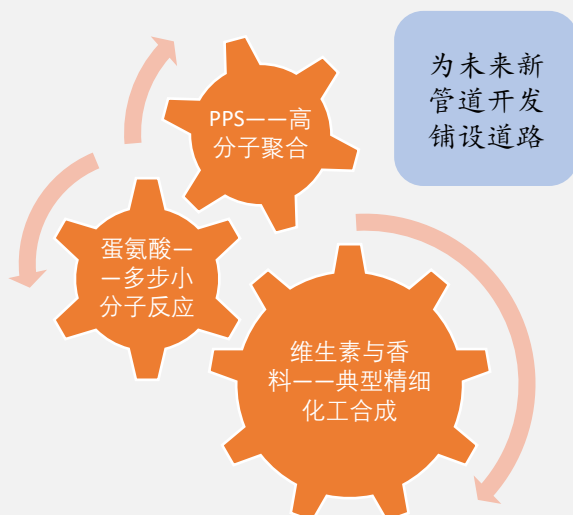 为未来新
管道开发
铺设道路
PPS——高
分子聚合
蛋氨酸—
—多步小
分子反应
维生素与香
料——典型精细
化工合成